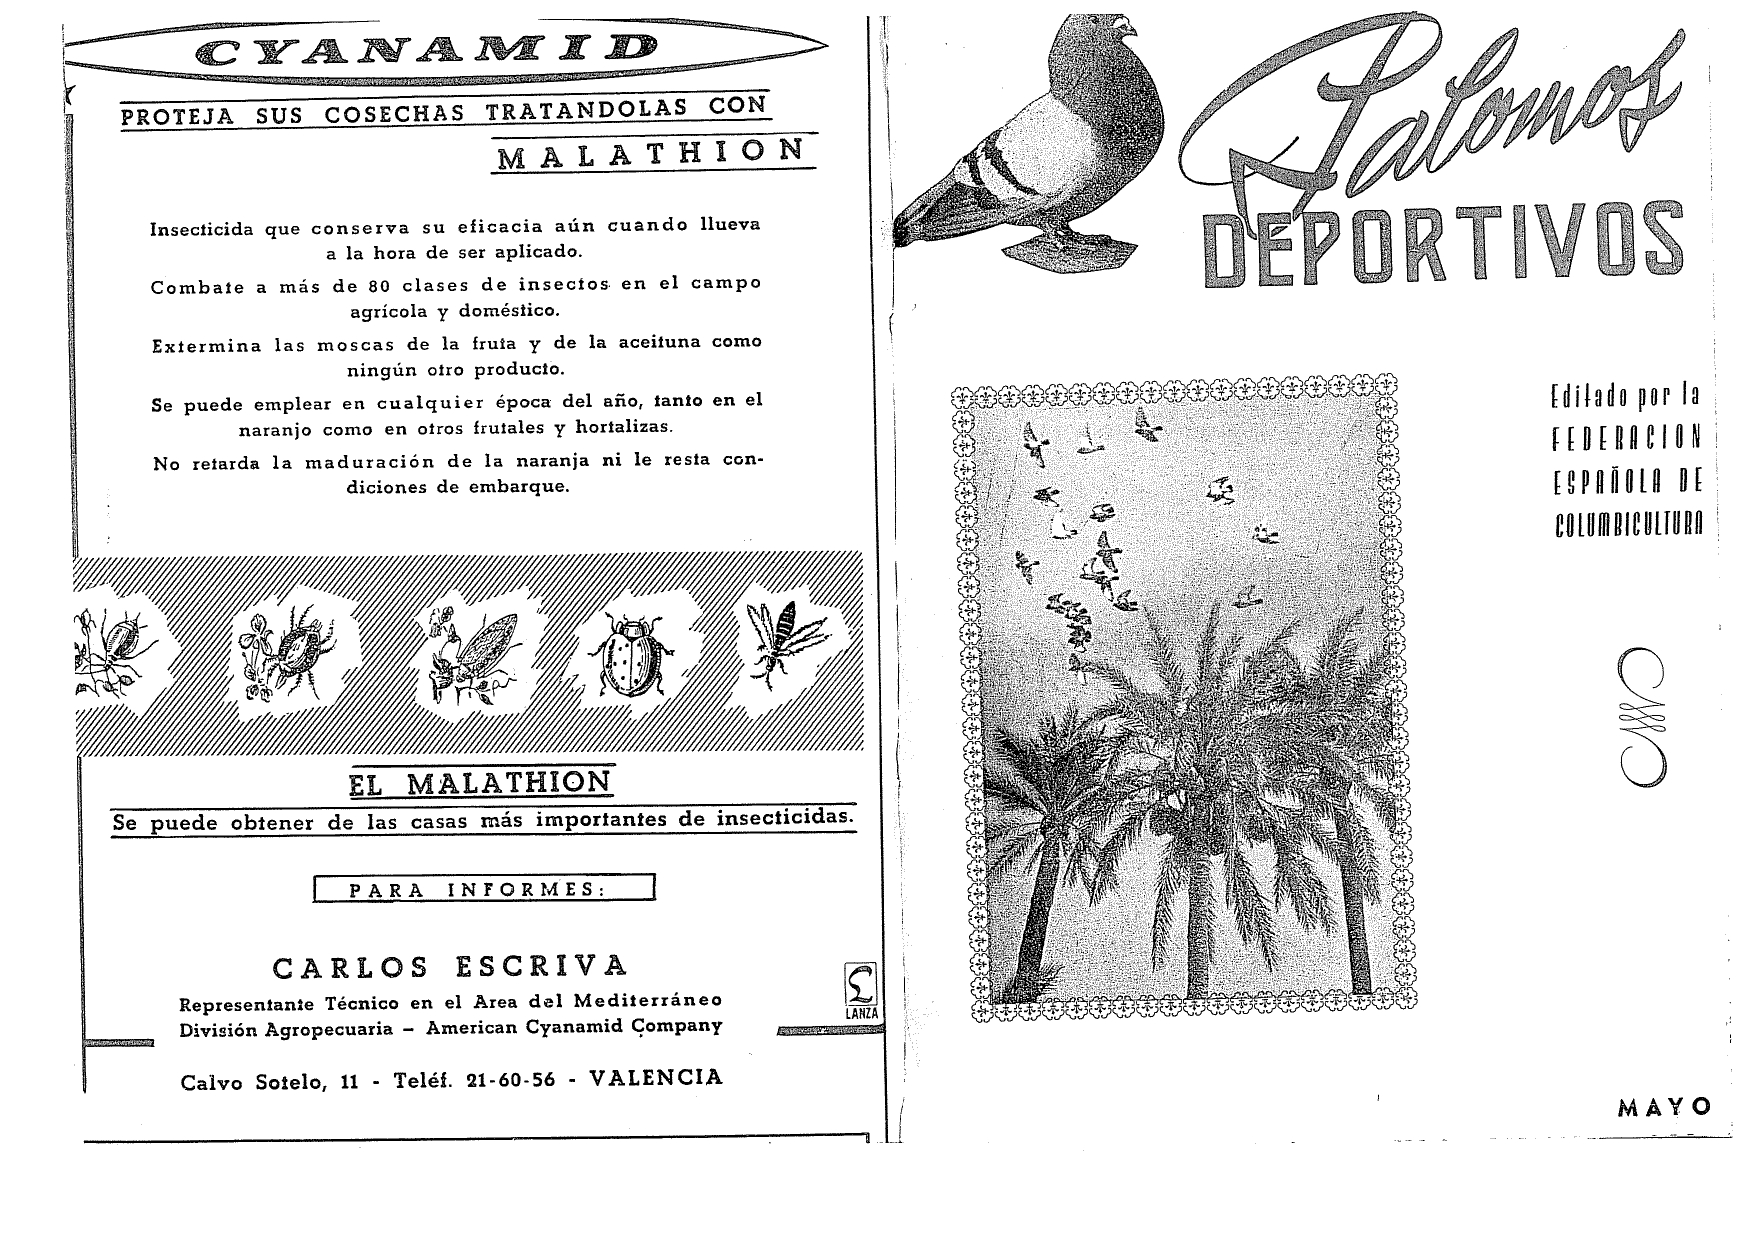 CYANAMID
PROTEJA SUS COSECHAS TRATANDOLAS CON
MALATHION
Insecticida que conserva su eficacia aún cuando llueva
a la hora de ser aplicado.
Combate a más de 80 clases de insectos en el campo
agrícola y doméstico.
Extermina las moscas de la fruta y de la aceituna como
ningún otro producto.
Se puede emplear en cualquier época del año, tanto en el
naranjo como en otros frutales y hortalizas.
No retarda la maduración de la naranja ni le resta con-
diciones de embarque.
EL MALATHION
Se puede obtener de las casas más importantes de insecticidas.
PARA INFORMES:
CARLOS ESCRIVA
Representante Técnico en el Area del Mediterráneo
División Agropecuaria – American Cyanamid Company
Calvo Sotelo, 11 - Teléf. 21-60-56 - VALENCIA
L
LANZA
Palomos
DEPORTIVOS
Editado por la
FEDERACION
ESPAÑOLA DE
COLUMBICULTURA
MAYO